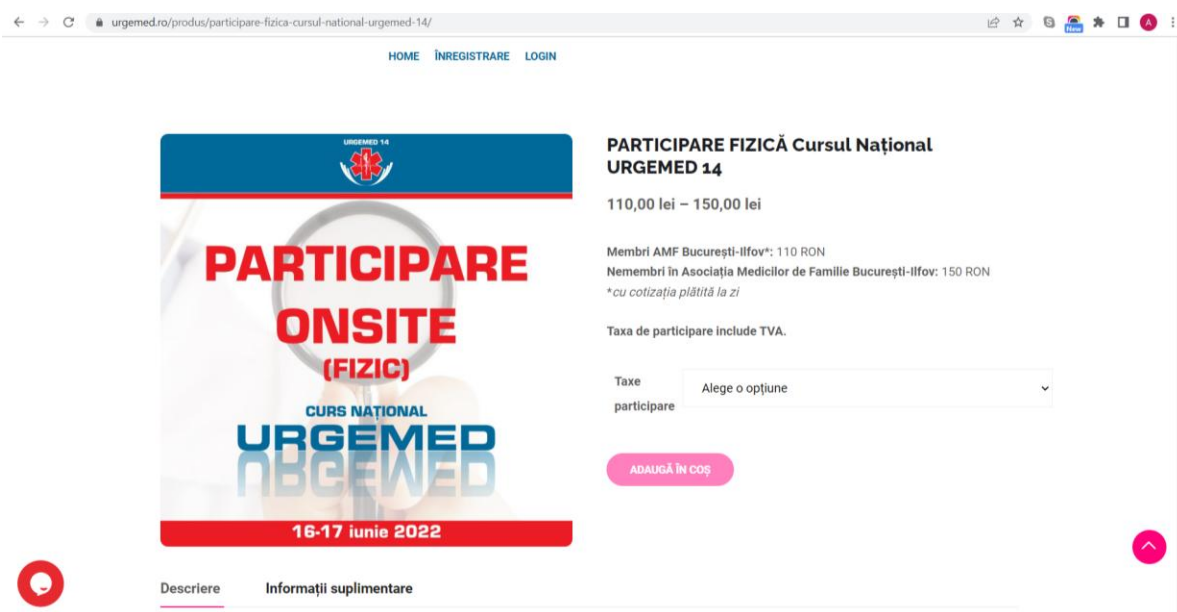 urgemed.ro/produs/participare-fizica-cursul-national-urgemed-14/
New
A
HOME ÎNREGISTRARE LOGIN
URGEMED 14
PARTICIPARE
ONSITE
(FIZIC)
CURS NAȚIONAL
URGEMED
16-17 iunie 2022
PARTICIPARE FIZICĂ Cursul Național
URGEMED 14
110,00 lei – 150,00 lei
Membri AMF București-Ilfov*: 110 RON
Nemembri în Asociația Medicilor de Familie București-Ilfov: 150 RON
*cu cotizația plătită la zi
Taxa de participare include TVA.
Taxe
participare
Alege o opțiune
ADAUGĂ ÎN COȘ
Descriere Informații suplimentare